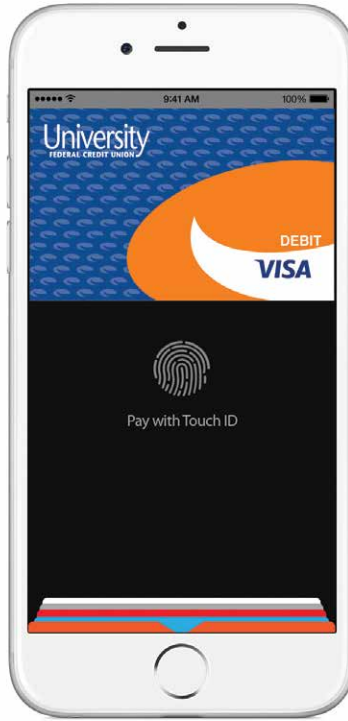 9:41 AM
100%
University
FEDERAL CREDIT UNION
DEBIT
VISA
Pay with Touch ID